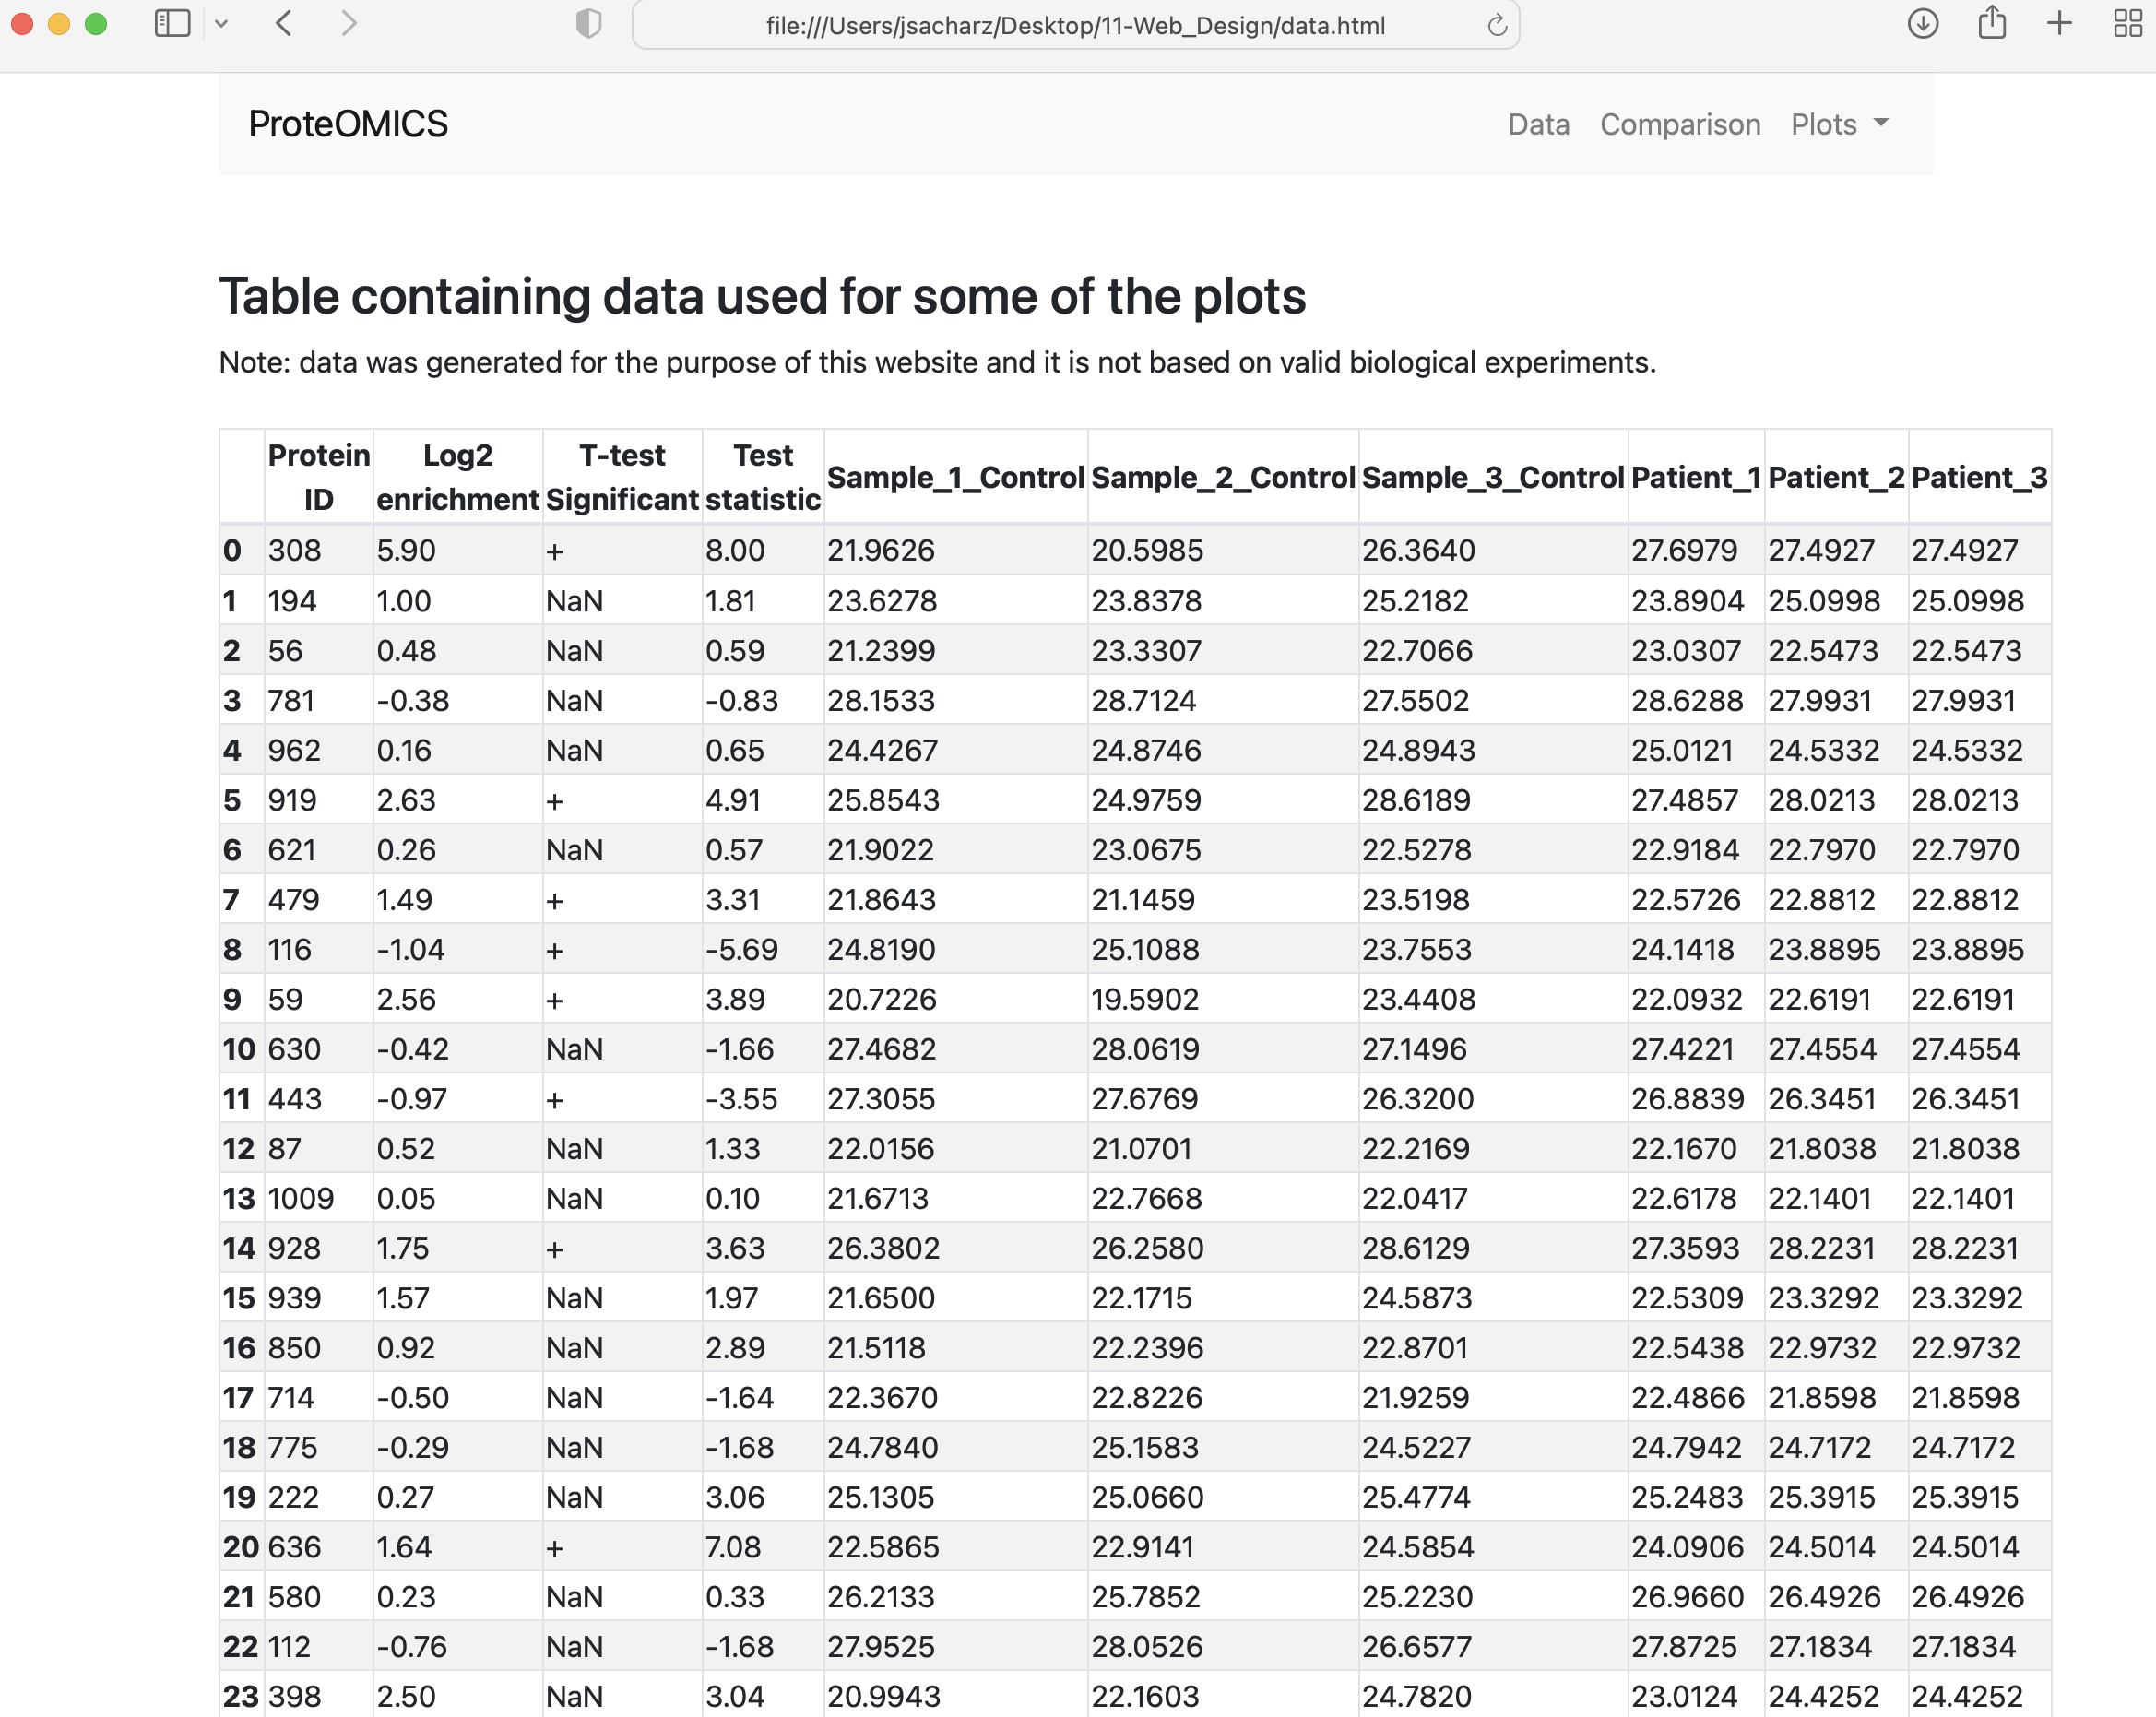 file:///Users/jsacharz/Desktop/11-Web_Design/data.html
ProteOMICS Data Comparison Plots
Table containing data used for some of the plots
Note: data was generated for the purpose of this website and it is not based on valid biological experiments.
Protein ID Log2 enrichment T-test Significant Test statistic Sample_1_Control Sample_2_Control Sample_3_Control Patient_1 Patient_2 Patient_3
0 308 5.90 + 8.00 21.9626 20.5985 26.3640 27.6979 27.4927 27.4927
1 194 1.00 NaN 1.81 23.6278 23.8378 25.2182 23.8904 25.0998 25.0998
2 56 0.48 NaN 0.59 21.2399 23.3307 22.7066 23.0307 22.5473 22.5473
3 781 -0.38 NaN -0.83 28.1533 28.7124 27.5502 28.6288 27.9931 27.9931
4 962 0.16 NaN 0.65 24.4267 24.8746 24.8943 25.0121 24.5332 24.5332
5 919 2.63 + 4.91 25.8543 24.9759 28.6189 27.4857 28.0213 28.0213
6 621 0.26 NaN 0.57 21.9022 23.0675 22.5278 22.9184 22.7970 22.7970
7 479 1.49 + 3.31 21.8643 21.1459 23.5198 22.5726 22.8812 22.8812
8 116 -1.04 + -5.69 24.8190 25.1088 23.7553 24.1418 23.8895 23.8895
9 59 2.56 + 3.89 20.7226 19.5902 23.4408 22.0932 22.6191 22.6191
10 630 -0.42 NaN -1.66 27.4682 28.0619 27.1496 27.4221 27.4554 27.4554
11 443 -0.97 + -3.55 27.3055 27.6769 26.3200 26.8839 26.3451 26.3451
12 87 0.52 NaN 1.33 22.0156 21.0701 22.2169 22.1670 21.8038 21.8038
13 1009 0.05 NaN 0.10 21.6713 22.7668 22.0417 22.6178 22.1401 22.1401
14 928 1.75 + 3.63 26.3802 26.2580 28.6129 27.3593 28.2231 28.2231
15 939 1.57 NaN 1.97 21.6500 22.1715 24.5873 22.5309 23.3292 23.3292
16 850 0.92 NaN 2.89 21.5118 22.2396 22.8701 22.5438 22.9732 22.9732
17 714 -0.50 NaN -1.64 22.3670 22.8226 21.9259 22.4866 21.8598 21.8598
18 775 -0.29 NaN -1.68 24.7840 25.1583 24.5227 24.7942 24.7172 24.7172
19 222 0.27 NaN 3.06 25.1305 25.0660 25.4774 25.2483 25.3915 25.3915
20 636 1.64 + 7.08 22.5865 22.9141 24.5854 24.0906 24.5014 24.5014
21 580 0.23 NaN 0.33 26.2133 25.7852 25.2230 26.9660 26.4926 26.4926
22 112 -0.76 NaN -1.68 27.9525 28.0526 26.6577 27.8725 27.1834 27.1834
23 398 2.50 NaN 3.04 20.9943 22.1603 24.7820 23.0124 24.4252 24.4252